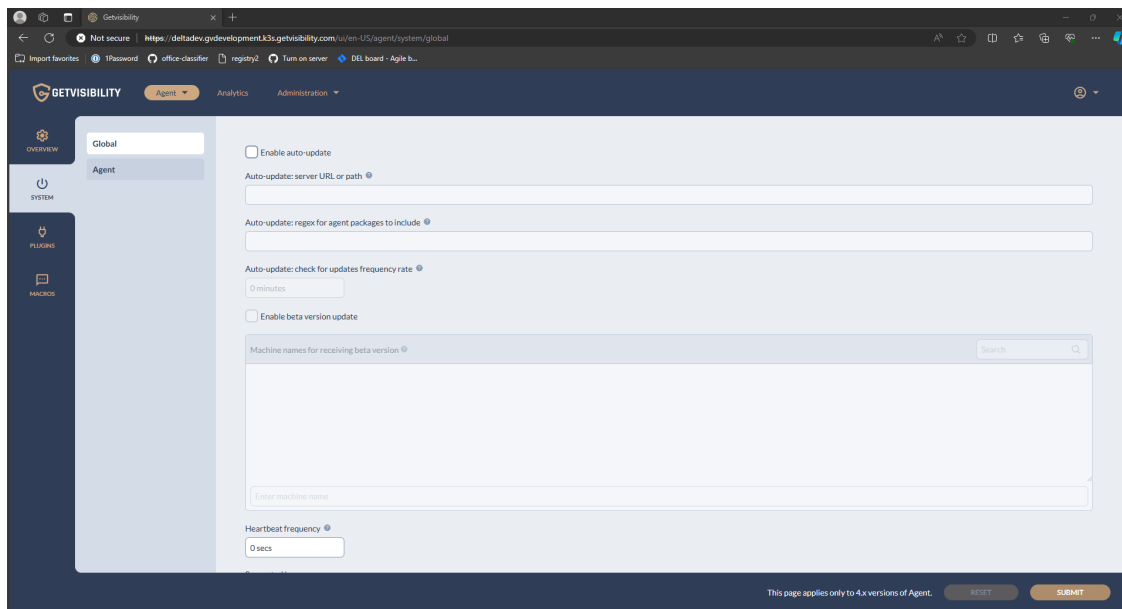 Getvisibility
Not secure https://deltadev.gvdevelopment.k3s.getvisibility.com/ui/en-US/agent/system/global
Import favorites 1Password office-classifier registry2 Turn on server DEL board - Agile b...
GETVISIBILITY Agent Analytics Administration
OVERVIEW
SYSTEM
PLUGINS
MACROS
Global
Agent
Enable auto-update
Auto-update: server URL or path
Auto-update: regex for agent packages to include
Auto-update: check for updates frequency rate
0 minutes
Enable beta version update
Machine names for receiving beta version Search
Enter machine name
Heartbeat frequency
0 secs
This page applies only to 4.x versions of Agent. RESET SUBMIT